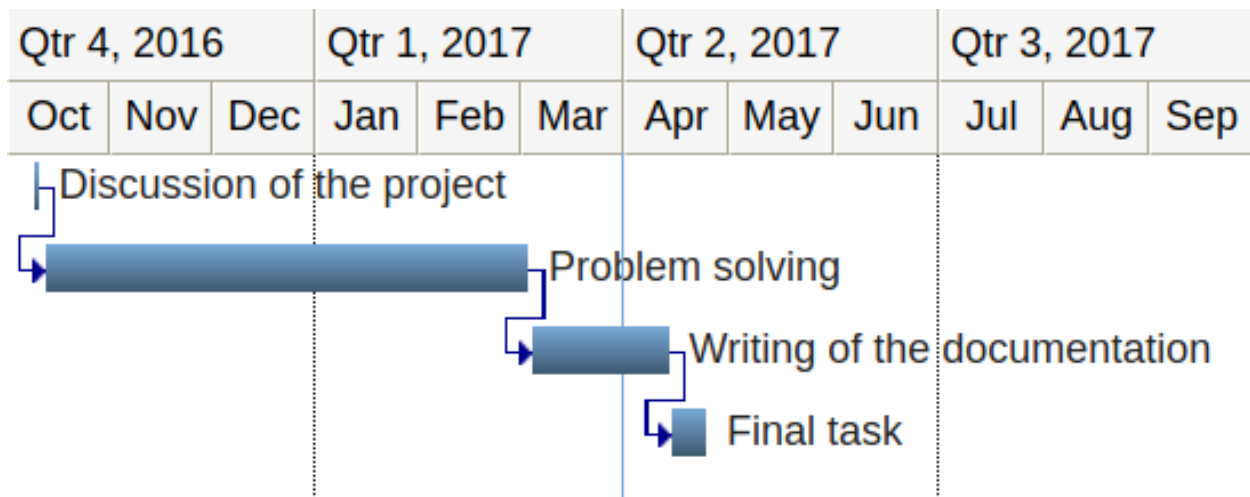 Qtr 4, 2016 Qtr 1, 2017 Qtr 2, 2017 Qtr 3, 2017
Oct Nov Dec Jan Feb Mar Apr May Jun Jul Aug Sep
Discussion of the project
Problem solving
Writing of the documentation
Final task